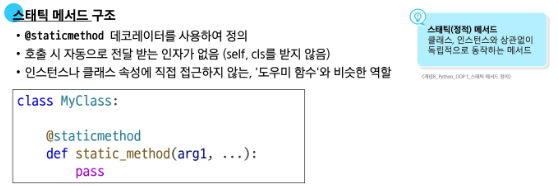 스태틱 메서드 구조
• @staticmethod 데코레이터를 사용하여 정의
• 호출 시 자동으로 전달 받는 인자가 없음 (self, cls를 받지 않음)
• 인스턴스나 클래스 속성에 직접 접근하지 않는, '도우미 함수'와 비슷한 역할
class MyClass:
@staticmethod
def static_method(arg1, ...):
pass
스태틱(정적) 메서드
클래스, 인스턴스와 상관없이
독립적으로 동작하는 메서드